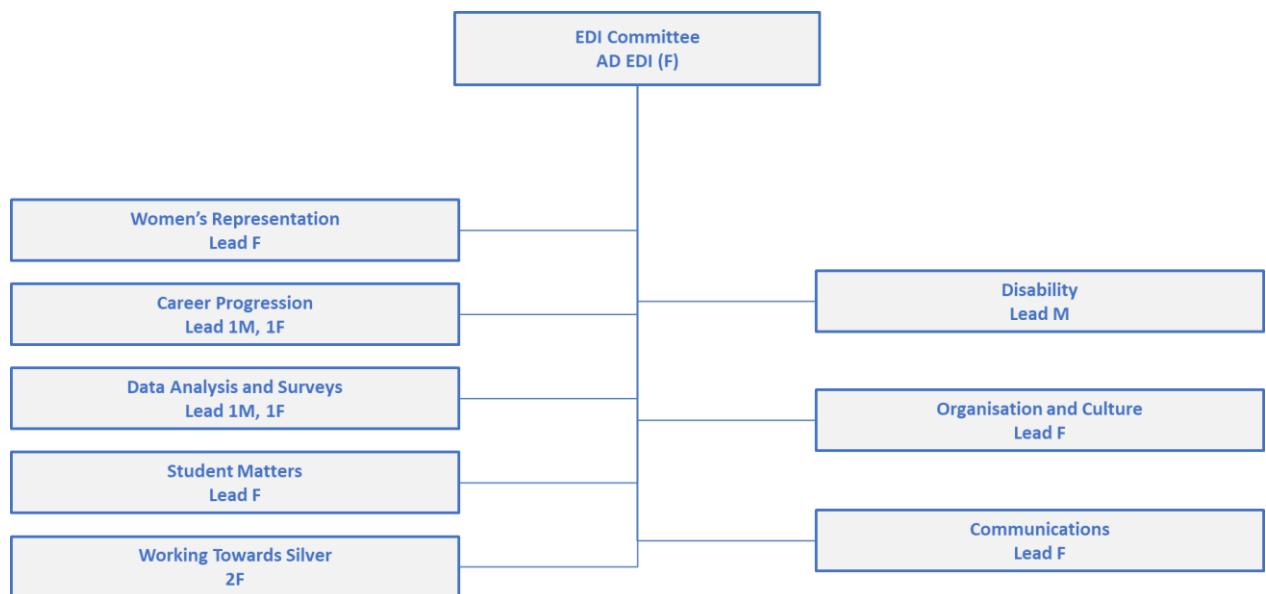 EDI Committee
AD EDI (F)
Women's Representation
Lead F
Career Progression
Lead 1M, 1F
Data Analysis and Surveys
Lead 1M, 1F
Student Matters
Lead F
Working Towards Silver
2F
Disability
Lead M
Organisation and Culture
Lead F
Communications
Lead F